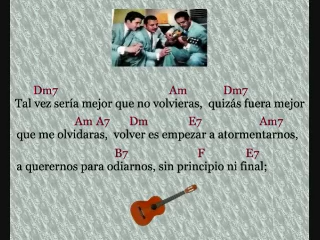 Dm7 Am Dm7
Tal vez sería mejor que no volvieras, quizás fuera mejor
Am A7 Dm E7 Am7
que me olvidaras, volver es empezar a atormentarnos,
B7 F E7
a querernos para odiarnos, sin principio ni final;